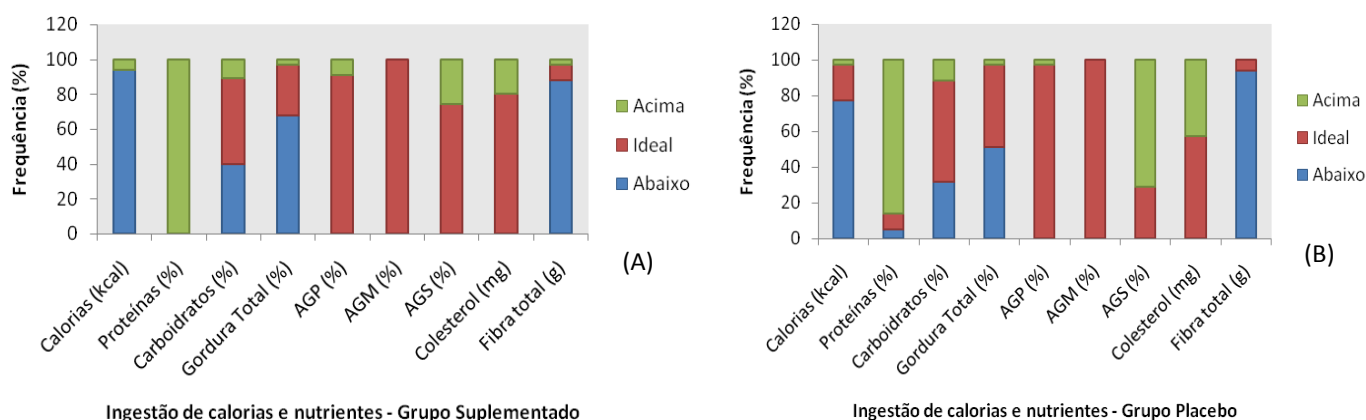 120
100
80
60
40
20
0
Frequência (%)
Calorias (kcal)
Proteínas (%)
Carboidratos (%)
Gordura Total (%)
AGP (%)
AGM (%)
AGS (%)
Colesterol (mg)
Fibra total (g)
Acima
Ideal
Abaixo
(A)
Ingestão de calorias e nutrientes - Grupo Suplementado
120
100
80
60
40
20
0
Frequência (%)
Calorias (kcal)
Proteínas (%)
Carboidratos (%)
Gordura Total (%)
AGP (%)
AGM (%)
AGS (%)
Colesterol (mg)
Fibra total (g)
Acima
Ideal
Abaixo
(B)
Ingestão de calorias e nutrientes - Grupo Placebo